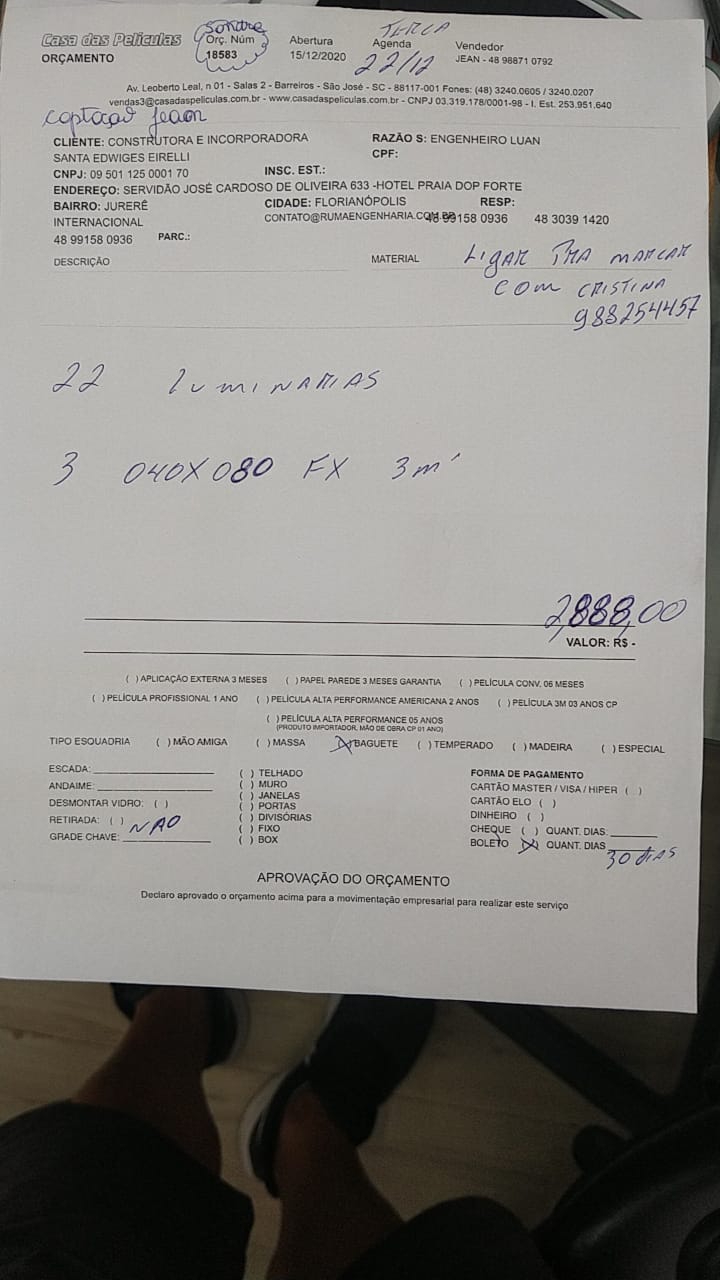 Sondre
TERÇA
Casa das Películas
Orç. Núm
Abertura
Agenda
Vendedor
ORÇAMENTO
18583
15/12/2020
22/12
JEAN - 48 98871 0792
Av. Leoberto Leal, n 01 - Salas 2 - Barreiros - São José - SC - 88117-001 Fones: (48) 3240.0605 / 3240.0207
vendas3@casadaspeliculas.com.br - www.casadaspeliculas.com.br - CNPJ 03.319.178/0001-98 - I. Est. 253.951.640
captação Jean
CLIENTE: CONSTRUTORA E INCORPORADORA
RAZÃO S: ENGENHEIRO LUAN
SANTA EDWIGES EIRELLI
CPF:
CNPJ: 09 501 125 0001 70
INSC. EST.:
ENDEREÇO: SERVIDÃO JOSÉ CARDOSO DE OLIVEIRA 633 -HOTEL PRAIA DOP FORTE
BAIRRO: JURERÊ
CIDADE: FLORIANÓPOLIS
RESP:
INTERNACIONAL
CONTATO@RUMAENGENHARIA.COM.BR
48 99158 0936
48 3039 1420
48 99158 0936
PARC.:
DESCRIÇÃO
MATERIAL
LIGAR PRA MARCAR
COM CRISTINA
988254457
22 LUMINARIAS
3 040X080 FX 3m²
2,888,00
VALOR: R$ -
( ) APLICAÇÃO EXTERNA 3 MESES ( ) PAPEL PAREDE 3 MESES GARANTIA ( ) PELÍCULA CONV. 06 MESES
( ) PELÍCULA PROFISSIONAL 1 ANO ( ) PELÍCULA ALTA PERFORMANCE AMERICANA 2 ANOS ( ) PELÍCULA 3M 03 ANOS CP
( ) PELÍCULA ALTA PERFORMANCE 05 ANOS
(PRODUTO IMPORTADOR, MÃO DE OBRA CP 01 ANO)
TIPO ESQUADRIA ( ) MÃO AMIGA ( ) MASSA (X) BAGUETE ( ) TEMPERADO ( ) MADEIRA ( ) ESPECIAL
ESCADA:
ANDAIME:
DESMONTAR VIDRO: ( )
RETIRADA: ( ) NAO
GRADE CHAVE:
( ) TELHADO
( ) MURO
( ) JANELAS
( ) PORTAS
( ) DIVISÓRIAS
( ) FIXO
( ) BOX
FORMA DE PAGAMENTO
CARTÃO MASTER / VISA / HIPER ( )
CARTÃO ELO ( )
DINHEIRO ( )
CHEQUE ( ) QUANT. DIAS:
BOLETO (X) QUANT. DIAS 30 DIAS
APROVAÇÃO DO ORÇAMENTO
Declaro aprovado o orçamento acima para a movimentação empresarial para realizar este serviço